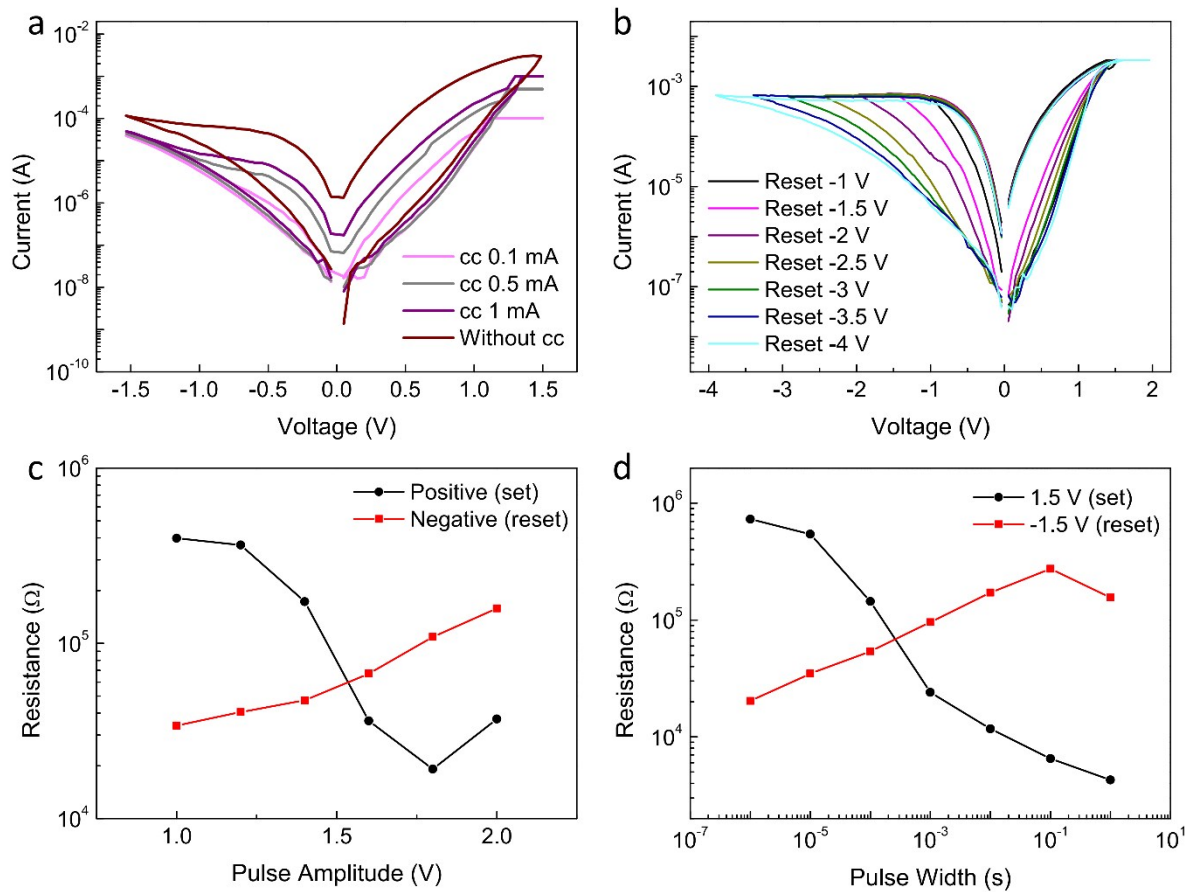 a
10^-2
10^-4
10^-6
10^-8
10^-10
Current (A)
cc 0.1 mA
cc 0.5 mA
cc 1 mA
Without cc
-1.5 -1.0 -0.5 0.0 0.5 1.0 1.5
Voltage (V)
b
10^-3
10^-5
10^-7
Current (A)
Reset -1 V
Reset -1.5 V
Reset -2 V
Reset -2.5 V
Reset -3 V
Reset -3.5 V
Reset -4 V
-4 -3 -2 -1 0 1 2
Voltage (V)
c
10^6
10^5
10^4
Resistance (Ω)
Positive (set)
Negative (reset)
1.0 1.5 2.0
Pulse Amplitude (V)
d
10^6
10^5
10^4
Resistance (Ω)
1.5 V (set)
-1.5 V (reset)
10^-7 10^-5 10^-3 10^-1 10^1
Pulse Width (s)